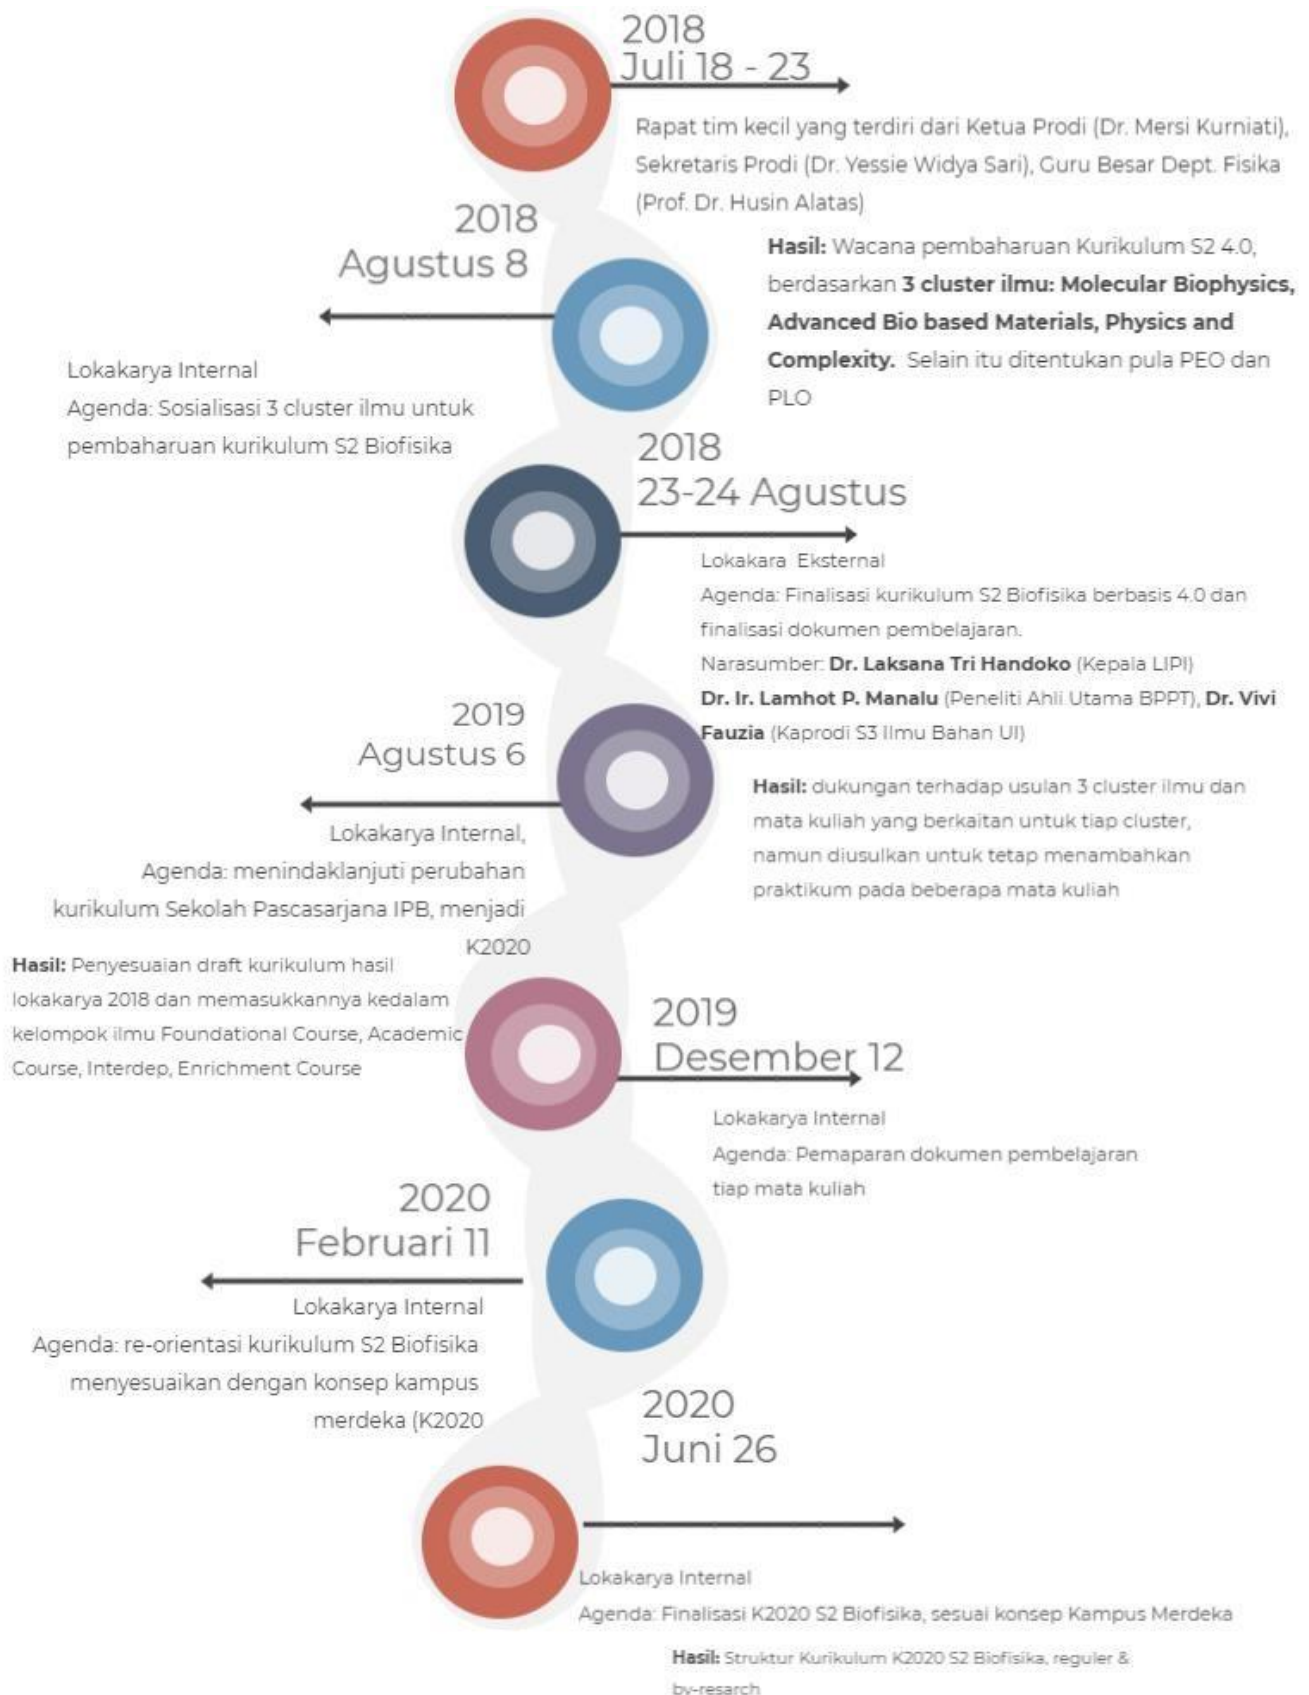 2018
Juli 18 - 23
Rapat tim kecil yang terdiri dari Ketua Prodi (Dr. Mersi Kurniati),
Sekretaris Prodi (Dr. Yessie Widya Sari), Guru Besar Dept. Fisika
(Prof. Dr. Husin Alatas)
Hasil: Wacana pembaharuan Kurikulum S2 4.0,
berdasarkan 3 cluster ilmu: Molecular Biophysics,
Advanced Bio based Materials, Physics and
Complexity. Selain itu ditentukan pula PEO dan
PLO
2018
Agustus 8
Lokakarya Internal
Agenda: Sosialisasi 3 cluster ilmu untuk
pembaharuan kurikulum S2 Biofisika
2018
23-24 Agustus
Lokakara Eksternal
Agenda: Finalisasi kurikulum S2 Biofisika berbasis 4.0 dan
finalisasi dokumen pembelajaran.
Narasumber: Dr. Laksana Tri Handoko (Kepala LIPI)
Dr. Ir. Lamhot P. Manalu (Peneliti Ahli Utama BPPT), Dr. Vivi
Fauzia (Kaprodi S3 Ilmu Bahan UI)
Hasil: dukungan terhadap usulan 3 cluster ilmu dan
mata kuliah yang berkaitan untuk tiap cluster,
namun diusulkan untuk tetap menambahkan
praktikum pada beberapa mata kuliah
2019
Agustus 6
Lokakarya Internal,
Agenda: menindaklanjuti perubahan
kurikulum Sekolah Pascasarjana IPB, menjadi
K2020
Hasil: Penyesuaian draft kurikulum hasil
lokakarya 2018 dan memasukkannya kedalam
kelompok ilmu Foundational Course, Academic
Course, Interdep, Enrichment Course
2019
Desember 12
Lokakarya Internal
Agenda: Pemaparan dokumen pembelajaran
tiap mata kuliah
2020
Februari 11
Lokakarya Internal
Agenda: re-orientasi kurikulum S2 Biofisika
menyesuaikan dengan konsep kampus
merdeka (K2020
2020
Juni 26
Lokakarya Internal
Agenda: Finalisasi K2020 S2 Biofisika, sesuai konsep Kampus Merdeka
Hasil: Struktur Kurikulum K2020 S2 Biofisika, reguler &
by-resarch